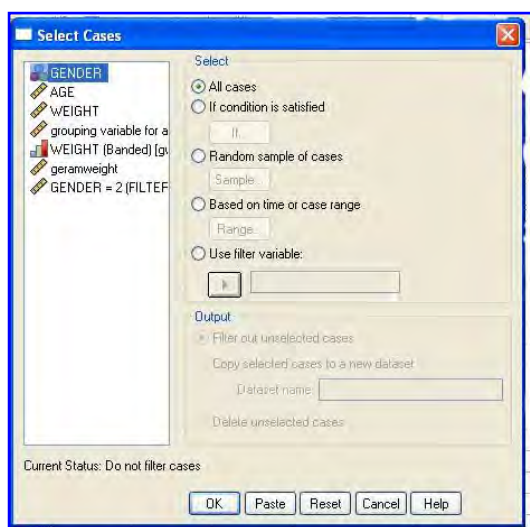 Select Cases
GENDER
AGE
WEIGHT
grouping variable for a
WEIGHT (Banded) [gw
geramweight
GENDER = 2 (FILTER
Select
All cases
If condition is satisfied
If...
Random sample of cases
Sample...
Based on time or case range
Range...
Use filter variable:
Output
Filter out unselected cases
Copy selected cases to a new dataset
Dataset name:
Delete unselected cases
Current Status: Do not filter cases
OK Paste Reset Cancel Help